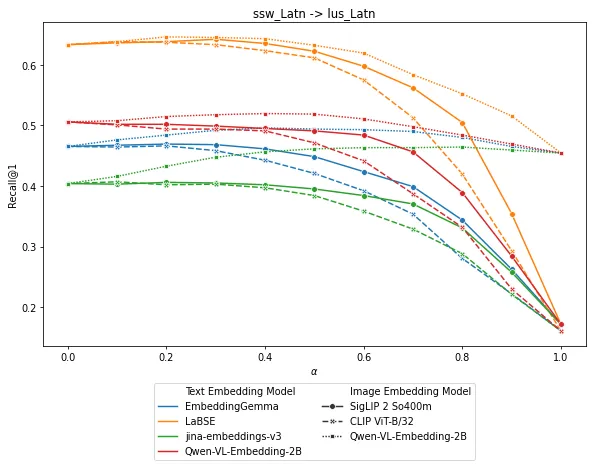 ssw_Latn -> lus_Latn
Recall@1
0.6
0.5
0.4
0.3
0.2
0.0 0.2 0.4 0.6 0.8 1.0
α
Text Embedding Model Image Embedding Model
EmbeddingGemma SigLIP 2 So400m
LaBSE CLIP ViT-B/32
jina-embeddings-v3 Qwen-VL-Embedding-2B
Qwen-VL-Embedding-2B